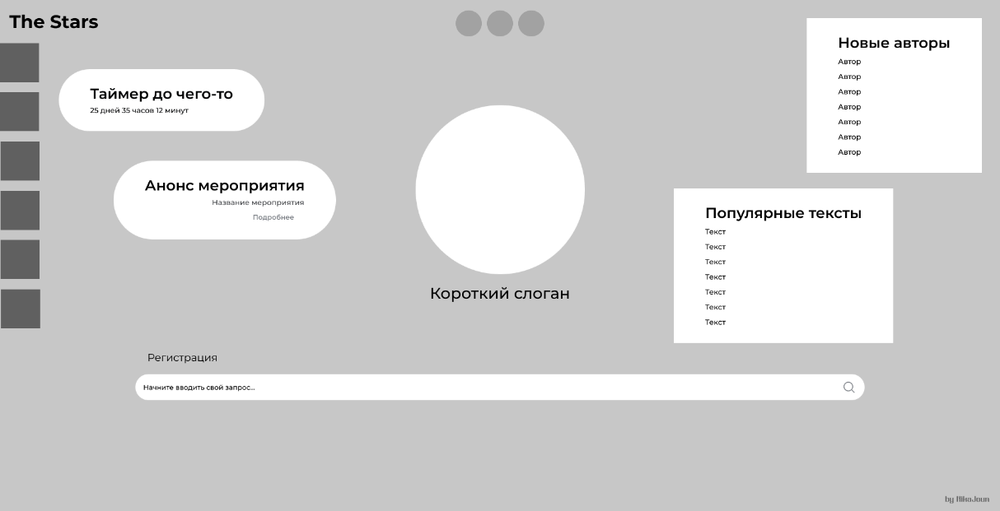 The Stars
Таймер до чего-то
25 дней 35 часов 12 минут
Анонс мероприятия
Название мероприятия
Подробнее
Короткий слоган
Новые авторы
Автор
Автор
Автор
Автор
Автор
Автор
Автор
Популярные тексты
Текст
Текст
Текст
Текст
Текст
Текст
Текст
Регистрация
Начните вводить свой запрос...
by NikaJoun